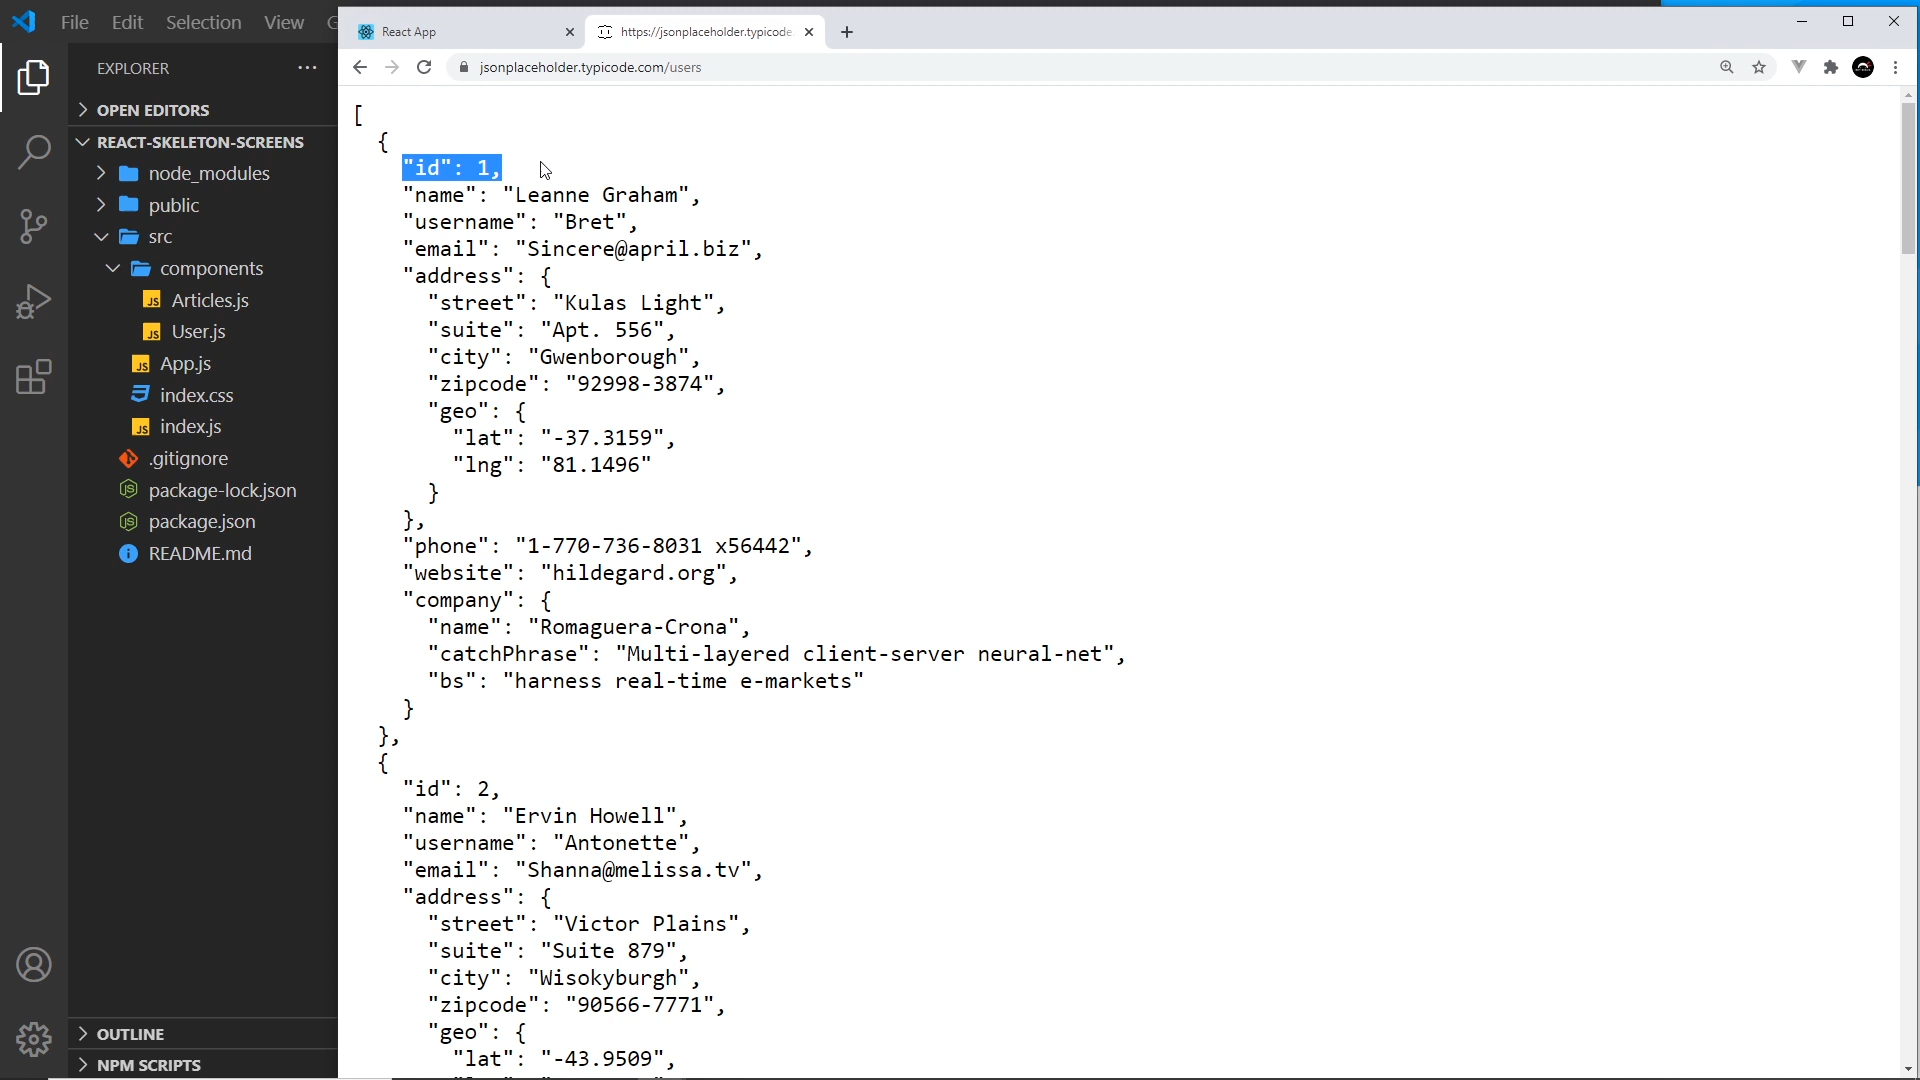 File Edit Selection View G
EXPLORER
OPEN EDITORS
REACT-SKELETON-SCREENS
node_modules
public
src
components
Articles.js
User.js
App.js
index.css
index.js
.gitignore
package-lock.json
package.json
README.md
OUTLINE
NPM SCRIPTS
React App
https://jsonplaceholder.typicode.
jsonplaceholder.typicode.com/users
[
{
"id": 1,
"name": "Leanne Graham",
"username": "Bret",
"email": "Sincere@april.biz",
"address": {
"street": "Kulas Light",
"suite": "Apt. 556",
"city": "Gwenborough",
"zipcode": "92998-3874",
"geo": {
"lat": "-37.3159",
"lng": "81.1496"
}
},
"phone": "1-770-736-8031 x56442",
"website": "hildegard.org",
"company": {
"name": "Romaguera-Crona",
"catchPhrase": "Multi-layered client-server neural-net",
"bs": "harness real-time e-markets"
}
},
{
"id": 2,
"name": "Ervin Howell",
"username": "Antonette",
"email": "Shanna@melissa.tv",
"address": {
"street": "Victor Plains",
"suite": "Suite 879",
"city": "Wisokyburgh",
"zipcode": "90566-7771",
"geo": {
"lat": "-43.9509",